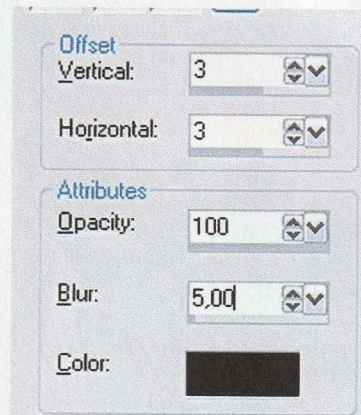 Offset
Vertical: 3
Horizontal: 3
Attributes
Opacity: 100
Blur: 5,00
Color: